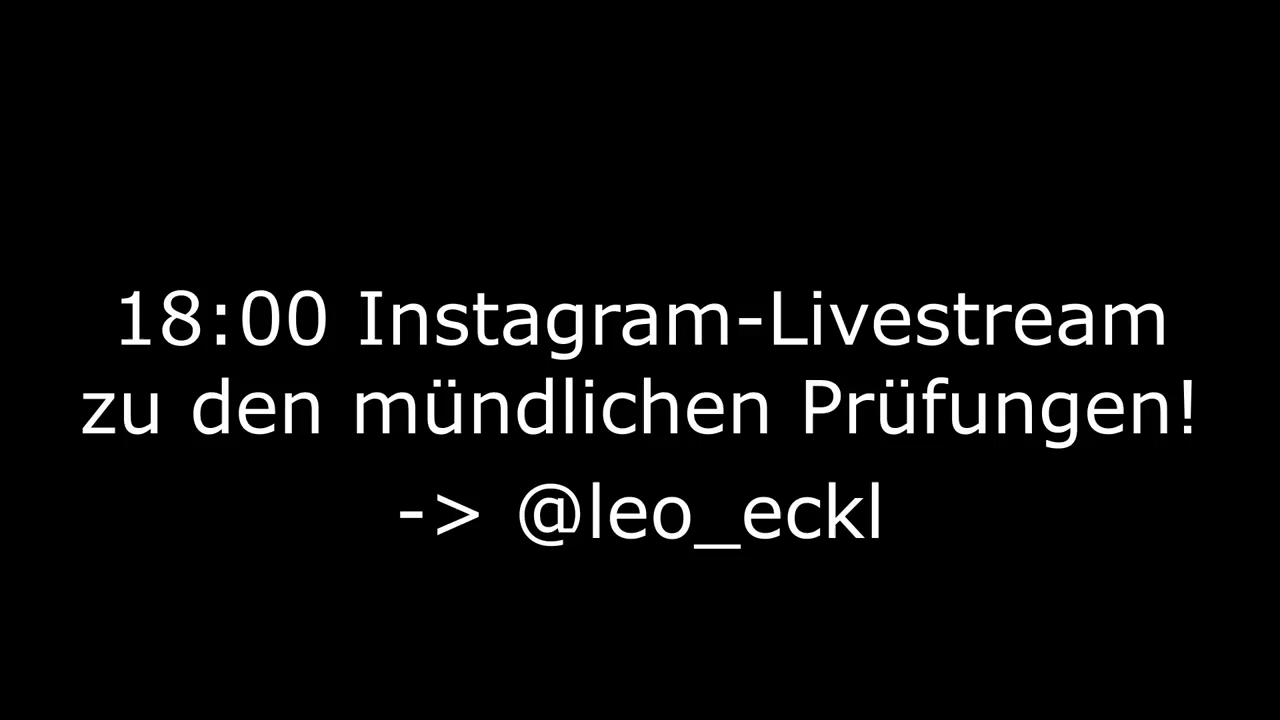 18:00 Instagram-Livestream
zu den mündlichen Prüfungen!
-> @leo_eckl